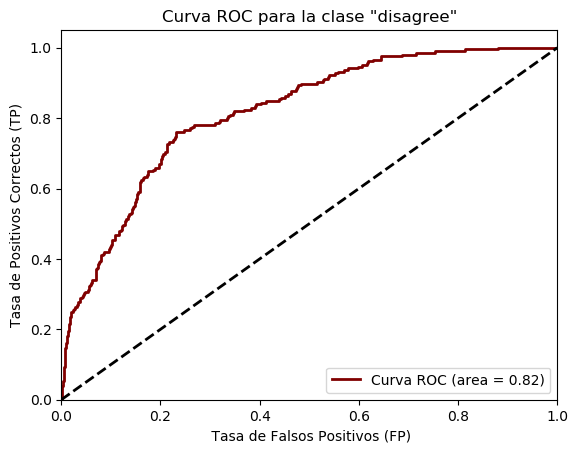 Curva ROC para la clase "disagree"
Tasa de Positivos Correctos (TP)
1.0
0.8
0.6
0.4
0.2
0.0
Curva ROC (area = 0.82)
0.0 0.2 0.4 0.6 0.8 1.0
Tasa de Falsos Positivos (FP)